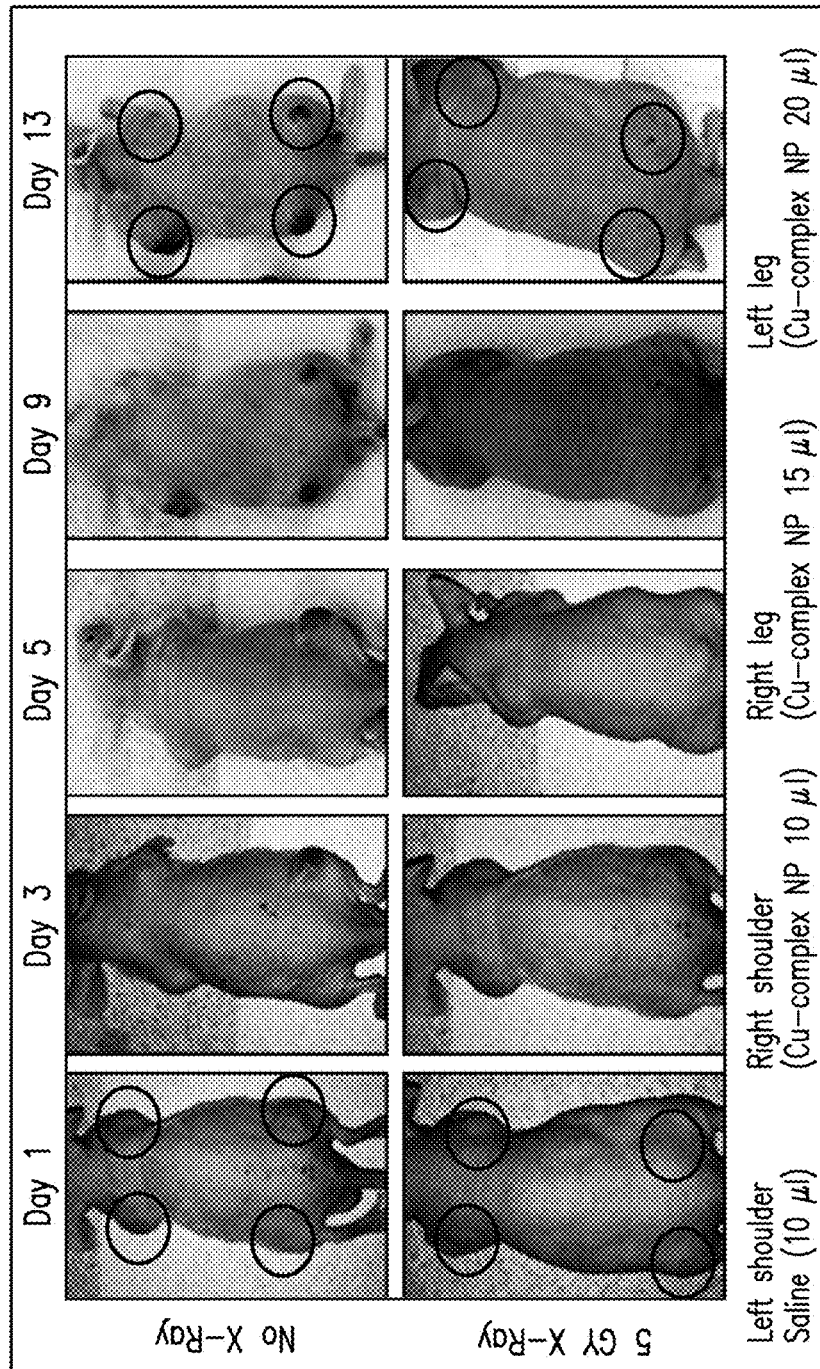 Day 1
Day 3
Day 5
Day 9
Day 13
No X-Ray
5 GY X-Ray
Left shoulder
Saline (10 μl)
Right shoulder
(Cu-complex NP 10 μl)
Right leg
(Cu-complex NP 15 μl)
Left leg
(Cu-complex NP 20 μl)